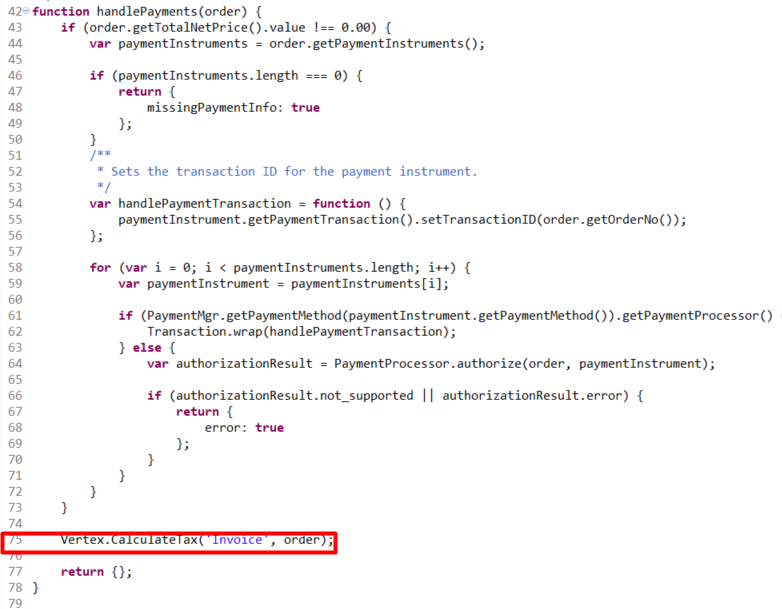 42 function handlePayments(order) {
43     if (order.getTotalNetPrice().value !== 0.00) {
44         var paymentInstruments = order.getPaymentInstruments();
45
46         if (paymentInstruments.length === 0) {
47             return {
48                 missingPaymentInfo: true
49             };
50         }
51         /**
52          * Sets the transaction ID for the payment instrument.
53          */
54         var handlePaymentTransaction = function () {
55             paymentInstrument.getPaymentTransaction().setTransactionID(order.getOrderNo());
56         };
57
58         for (var i = 0; i < paymentInstruments.length; i++) {
59             var paymentInstrument = paymentInstruments[i];
60
61             if (PaymentMgr.getPaymentMethod(paymentInstrument.getPaymentMethod()).getPaymentProcessor()
62                 Transaction.wrap(handlePaymentTransaction);
63             } else {
64                 var authorizationResult = PaymentProcessor.authorize(order, paymentInstrument);
65
66                 if (authorizationResult.not_supported || authorizationResult.error) {
67                     return {
68                         error: true
69                     };
70                 }
71             }
72         }
73     }
74
75     Vertex.CalculateTax('Invoice', order);
76
77     return {};
78 }
79